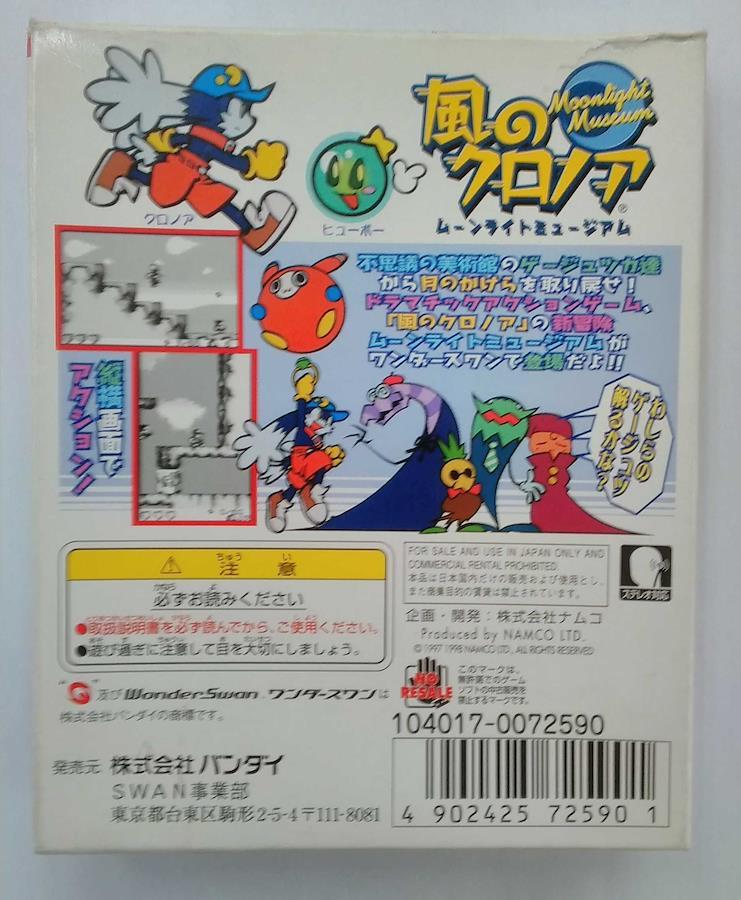 風のクロノア
Moonlight
Museum
®
ムーンライトミュージアム
クロノア
ヒューポー
不思議の美術館のゲージュツカ達
から月のかけらを取り戻せ!
ドラマチックアクションゲーム、
「風のクロノア」の新冒険
ムーンライトミュージアムが
ワンダースワンで登場だよ!!
縦横画面で
アクション!
わしらの
ゲージュツ
解るかな?
注意
ちゅう い
必ずお読みください
●取扱説明書を必ず読んでから、ご使用ください。
●遊び過ぎに注意して目を大切にしましょう。
FOR SALE AND USE IN JAPAN ONLY AND
COMMERCIAL RENTAL PROHIBITED.
本品は日本国内だけの販売および使用とし、
また商業目的の賃貸は禁止されています。
ステレオ対応
企画・開発:株式会社ナムコ
Produced by NAMCO LTD.
© 1997 1998 NAMCO LTD., ALL RIGHTS RESERVED
NO
RESALE
このマークは、
無許諾でのゲーム
ソフトの中古販売を
禁止するマークです。
"G" 及び WonderSwan、ワンダースワンは
株式会社バンダイの商標です。
104017-0072590
発売元 株式会社 バンダイ
SWAN事業部
東京都台東区駒形2-5-4〒111-8081
4 902425 72590 1